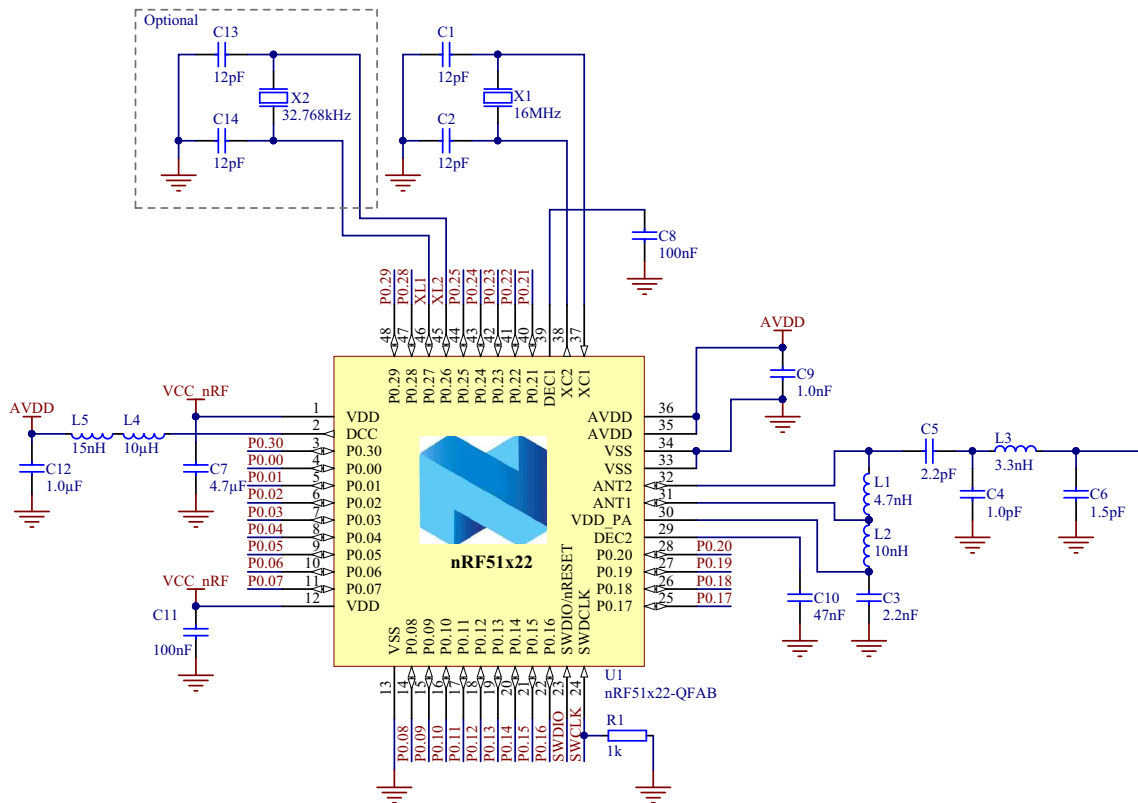 Optional
C13
12pF
X2
32.768kHz
C14
12pF
C1
12pF
X1
16MHz
C2
12pF
C8
100nF
P0.29
P0.28
XL1
XL2
P0.25
P0.24
P0.23
P0.22
P0.21
48
47
46
45
44
43
42
41
40
39
38
37
P0.29
P0.28
P0.27
P0.26
P0.25
P0.24
P0.23
P0.22
P0.21
DEC1
XC2
XC1
AVDD
C9
1.0nF
AVDD
L5
15nH
L4
10µH
C12
1.0µF
VCC_nRF
C7
4.7µF
1 VDD
2 DCC
P0.30 3 P0.30
P0.00 4 P0.00
P0.01 5 P0.01
P0.02 6 P0.02
P0.03 7 P0.03
P0.04 8 P0.04
P0.05 9 P0.05
P0.06 10 P0.06
P0.07 11 P0.07
12 VDD
VCC_nRF
C11
100nF
nRF51x22
AVDD 36
AVDD 35
VSS 34
VSS 33
ANT2 32
ANT1 31
VDD_PA 30
DEC2 29
P0.20 28 P0.20
P0.19 27 P0.19
P0.18 26 P0.18
P0.17 25 P0.17
C5
2.2pF
L3
3.3nH
L1
4.7nH
L2
10nH
C4
1.0pF
C6
1.5pF
C10
47nF
C3
2.2nF
VSS
P0.08
P0.09
P0.10
P0.11
P0.12
P0.13
P0.14
P0.15
P0.16
SWDIO/nRESET
SWDCLK
13
14
15
16
17
18
19
20
21
22
23
24
U1
nRF51x22-QFAB
P0.08
P0.09
P0.10
P0.11
P0.12
P0.13
P0.14
P0.15
P0.16
SWDIO
SWCLK
R1
1k